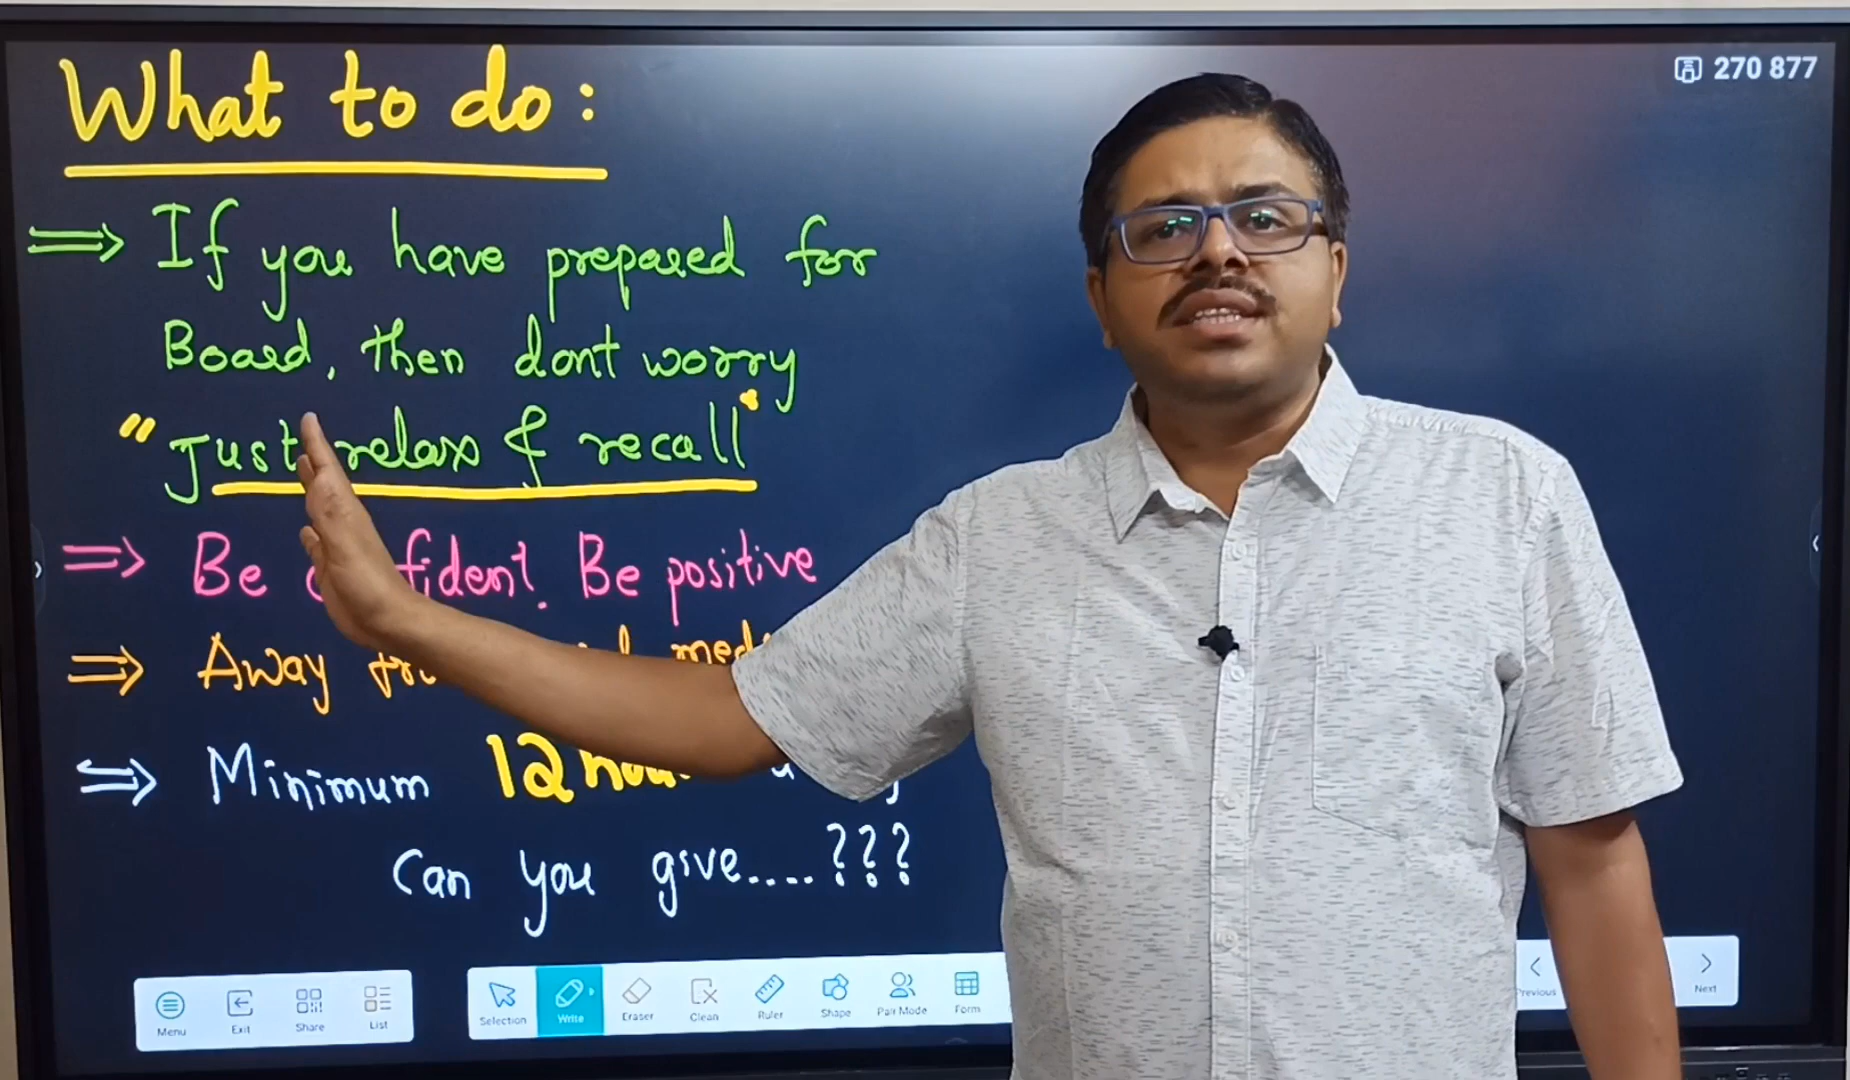 270 877
What to do:
⇒ If you have prepared for
Board, then dont worry
"Just relax & recall"
⇒ Be Be positive
⇒ Away
⇒ Minimum 12
Can you give....???
Menu Exit Share List
Selection Write Eraser Clean Ruler Shape Pair Mode Form
Previous Next